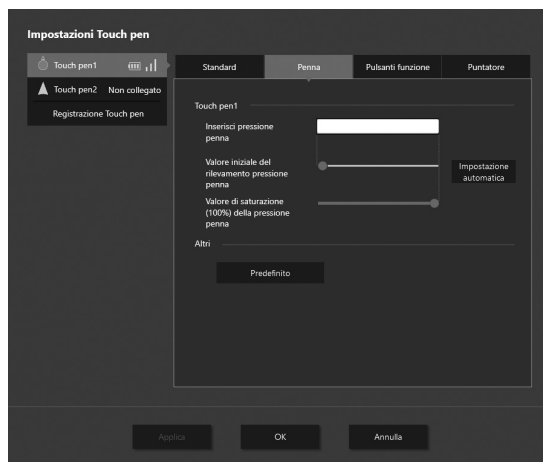 Impostazioni Touch pen
Touch pen1
Touch pen2 Non collegato
Registrazione Touch pen
Standard Penna Pulsanti funzione Puntatore
Touch pen1
Inserisci pressione
penna
Valore iniziale del
rilevamento pressione
penna
Impostazione
automatica
Valore di saturazione
(100%) della pressione
penna
Altri
Predefinito
Applica OK Annulla